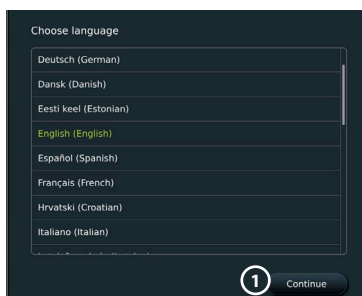 Choose language
Deutsch (German)
Dansk (Danish)
Eesti keel (Estonian)
English (English)
Español (Spanish)
Français (French)
Hrvatski (Croatian)
Italiano (Italian)
1 Continue